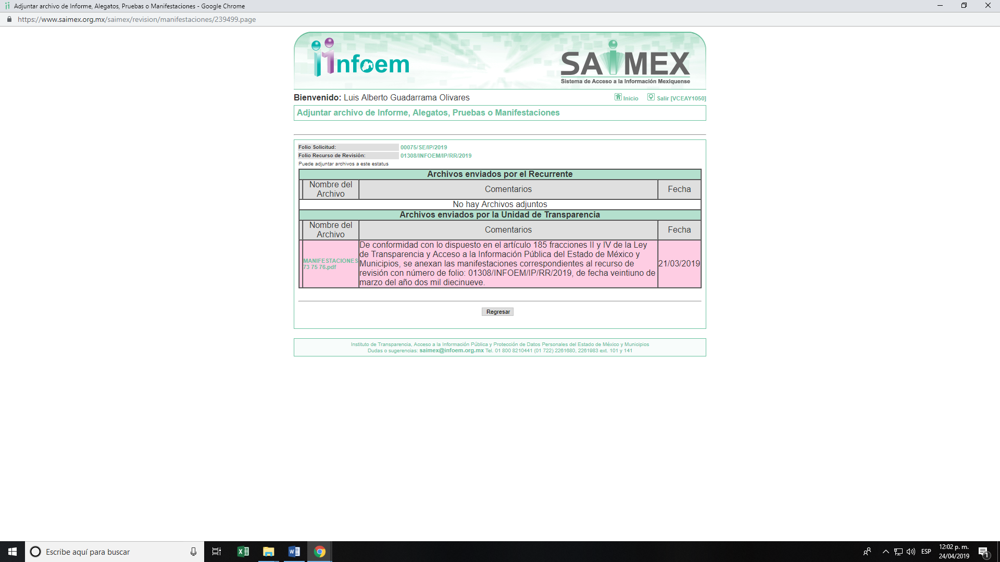 Adjuntar archivo de Informe, Alegatos, Pruebas o Manifestaciones - Google Chrome
https://www.saimex.org.mx/saimex/revision/manifestaciones/239499.page
infoem
SAIMEX
Sistema de Acceso a la Información Mexiquense
Bienvenido: Luis Alberto Guadarrama Olivares
Inicio
Salir [VCEAY1050]
Adjuntar archivo de Informe, Alegatos, Pruebas o Manifestaciones
Folio Solicitud: 00075/SE/IP/2019
Folio Recurso de Revisión: 01308/INFOEM/IP/RR/2019
Puede adjuntar archivos a este estatus
Archivos enviados por el Recurrente
Nombre del
Archivo
Comentarios
Fecha
No hay Archivos adjuntos
Archivos enviados por la Unidad de Transparencia
Nombre del
Archivo
Comentarios
Fecha
MANIFESTACIONES
73 75 76.pdf
De conformidad con lo dispuesto en el artículo 185 fracciones II y IV de la Ley
de Transparencia y Acceso a la Información Pública del Estado de México y
Municipios, se anexan las manifestaciones correspondientes al recurso de
revisión con número de folio: 01308/INFOEM/IP/RR/2019, de fecha veintiuno de
marzo del año dos mil diecinueve.
21/03/2019
Regresar
Instituto de Transparencia, Acceso a la Información Pública y Protección de Datos Personales del Estado de México y Municipios
Dudas o sugerencias: saimex@infoem.org.mx Tel. 01 800 8210441 (01 722) 2261680, 2261983 ext. 101 y 141
Escribe aquí para buscar
ESP
12:02 p. m.
24/04/2019
1